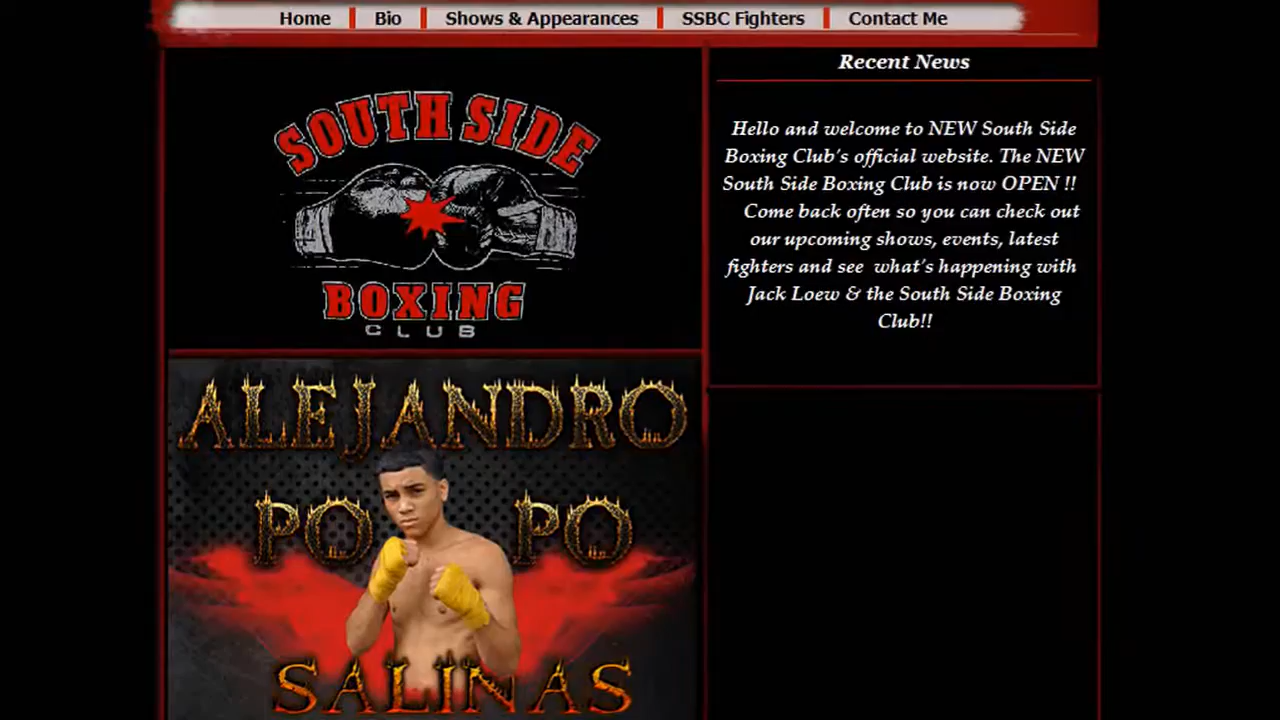 Home Bio Shows & Appearances SSBC Fighters Contact Me
SOUTH SIDE
BOXING
CLUB
Recent News
Hello and welcome to NEW South Side
Boxing Club's official website. The NEW
South Side Boxing Club is now OPEN !!
Come back often so you can check out
our upcoming shows, events, latest
fighters and see what's happening with
Jack Loew & the South Side Boxing
Club!!
ALEJANDRO
PO PO
SALINAS